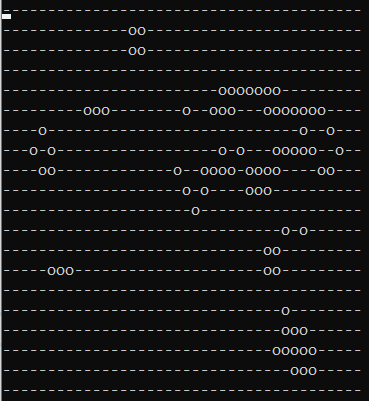 ----------------------------------------
--------------oo------------------------
--------------oo------------------------
----------------------------------------
------------------------ooooooo---------
---------ooo--------o--ooo---ooooooo----
----o----------------------------o--o---
---o-o------------------o-o---ooooo--o--
----oo-------------o--oooo-oooo----oo---
--------------------o-o----ooo----------
---------------------o------------------
-------------------------------o-o------
-----------------------------oo---------
-----ooo---------------------oo---------
----------------------------------------
-------------------------------o--------
-------------------------------ooo------
------------------------------ooooo-----
--------------------------------ooo-----
----------------------------------------